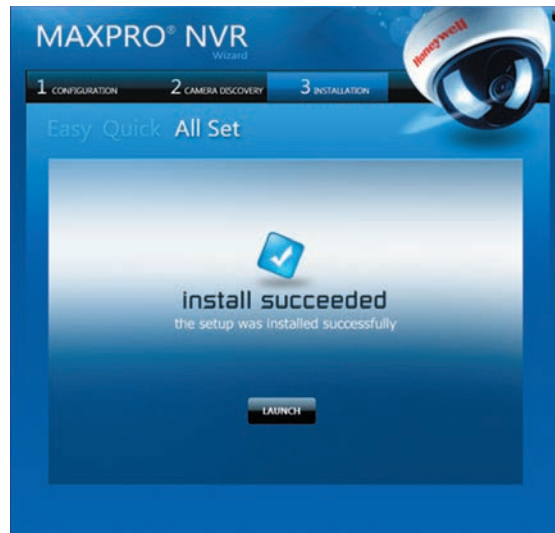 MAXPRO® NVR
Wizard
Honeywell
1 CONFIGURATION 2 CAMERA DISCOVERY 3 INSTALLATION
Easy Quick All Set
install succeeded
the setup was installed successfully
LAUNCH